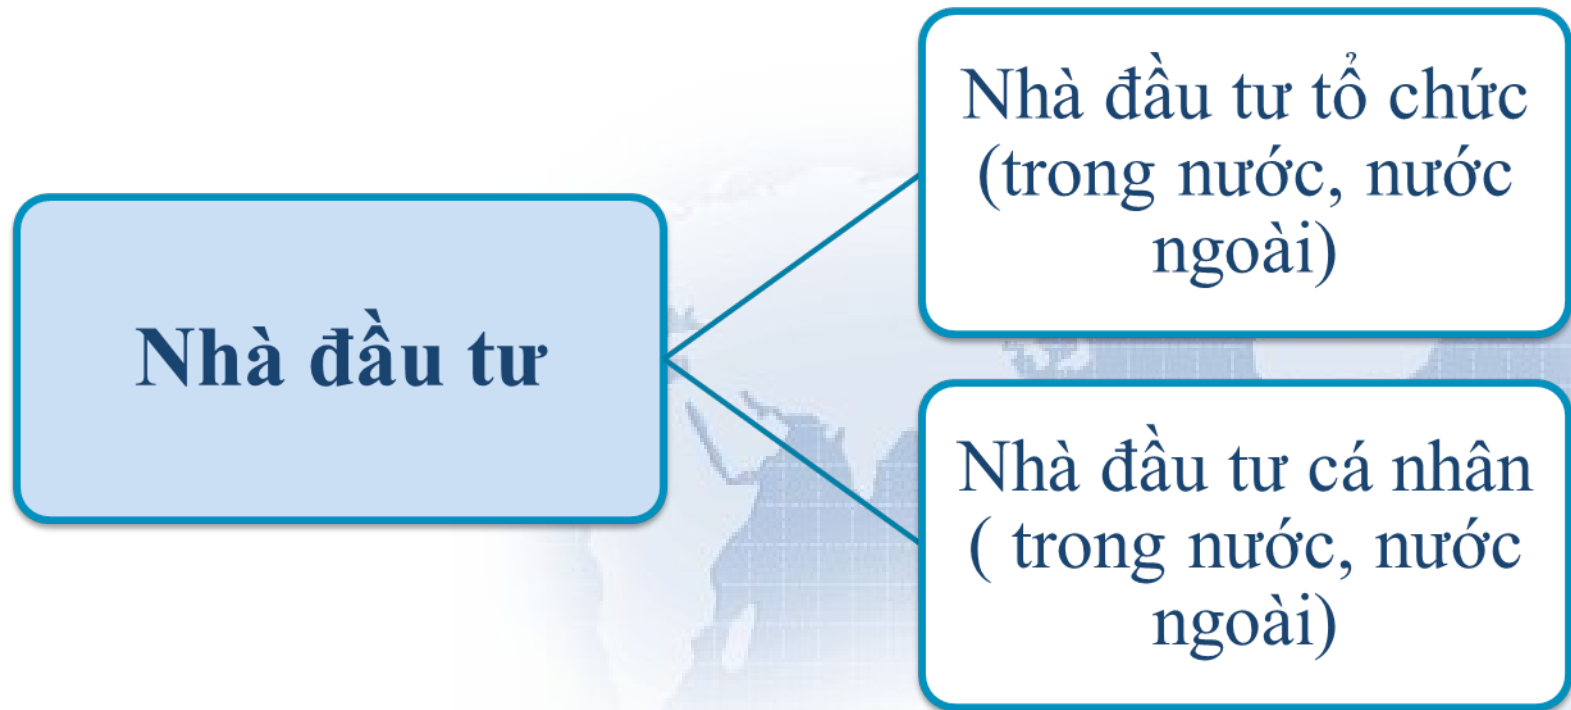 Nhà đầu tư
Nhà đầu tư tổ chức
(trong nước, nước
ngoài)
Nhà đầu tư cá nhân
( trong nước, nước
ngoài)